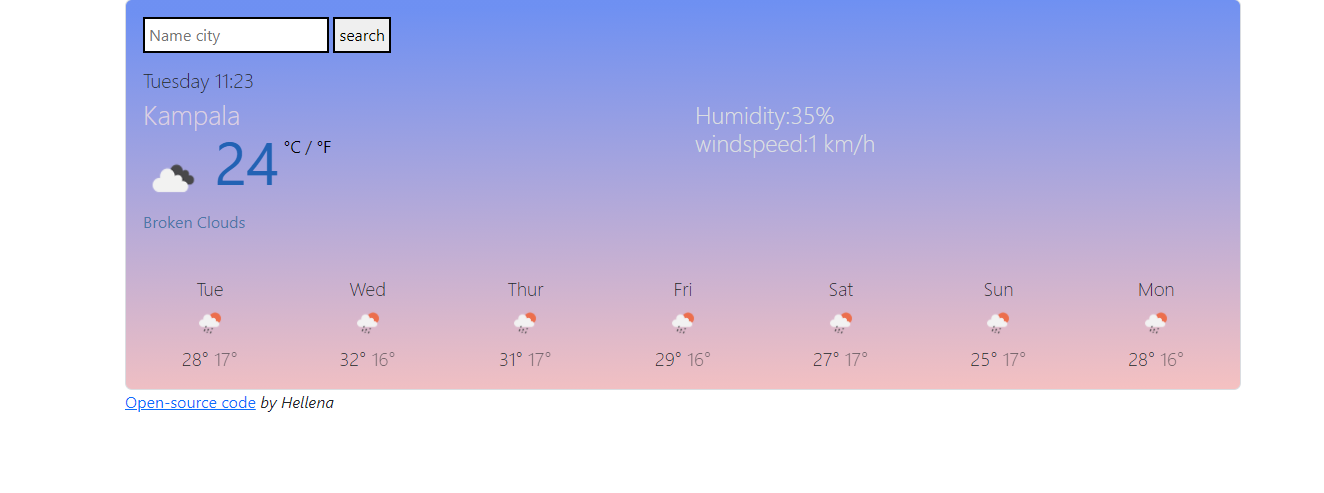 Name city search
Tuesday 11:23
Kampala
Humidity:35%
windspeed:1 km/h
24 °C / °F
Broken Clouds
Tue Wed Thur Fri Sat Sun Mon
28° 17° 32° 16° 31° 17° 29° 16° 27° 17° 25° 17° 28° 16°
Open-source code by Hellena